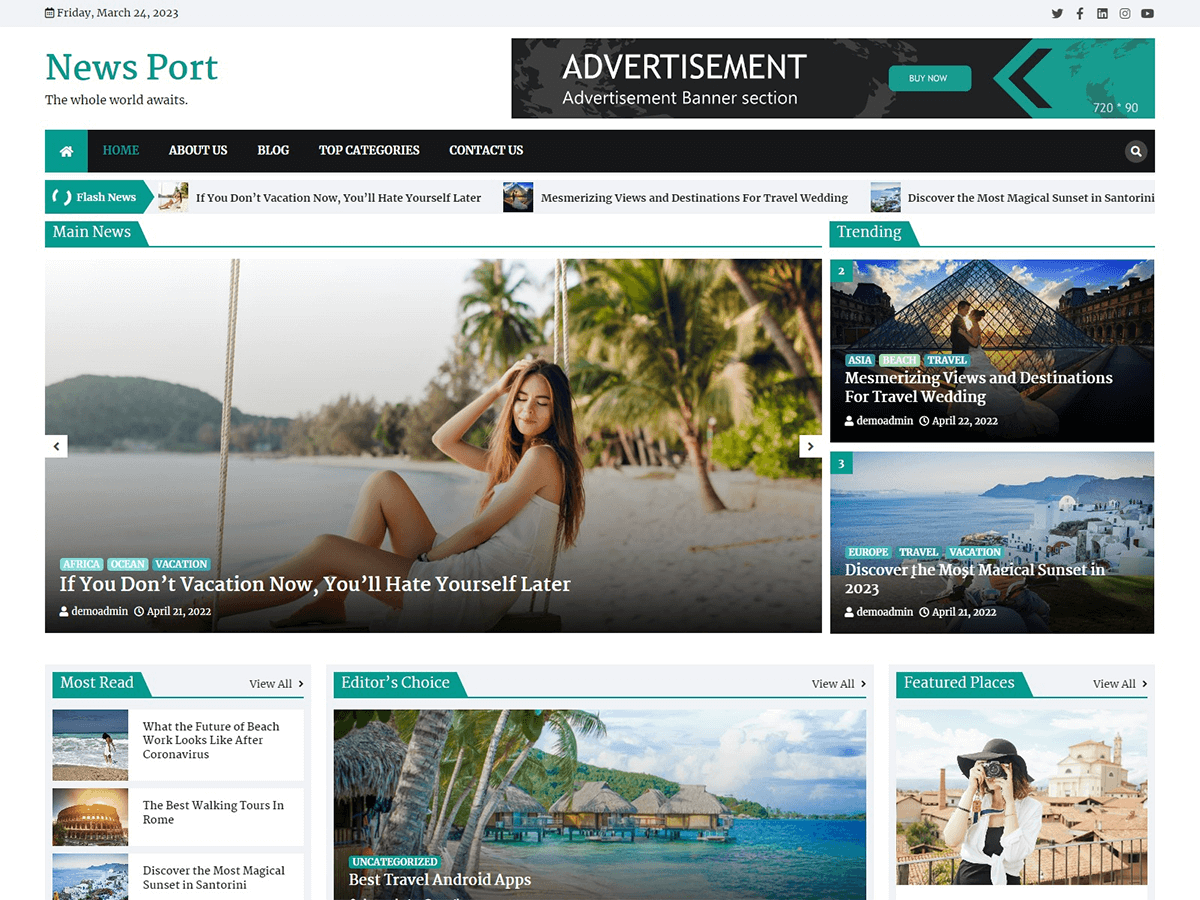 Friday, March 24, 2023
News Port
The whole world awaits.
ADVERTISEMENT
Advertisement Banner section
BUY NOW
720 * 90
HOME ABOUT US BLOG TOP CATEGORIES CONTACT US
Flash News
If You Don’t Vacation Now, You’ll Hate Yourself Later
Mesmerizing Views and Destinations For Travel Wedding
Discover the Most Magical Sunset in Santorini
Main News
AFRICA OCEAN VACATION
If You Don’t Vacation Now, You’ll Hate Yourself Later
demoadmin April 21, 2022
Trending
2
ASIA BEACH TRAVEL
Mesmerizing Views and Destinations
For Travel Wedding
demoadmin April 22, 2022
3
EUROPE TRAVEL VACATION
Discover the Most Magical Sunset in
2023
demoadmin April 21, 2022
Most Read
View All
What the Future of Beach
Work Looks Like After
Coronavirus
The Best Walking Tours In
Rome
Discover the Most Magical
Sunset in Santorini
Editor’s Choice
View All
UNCATEGORIZED
Best Travel Android Apps
Featured Places
View All